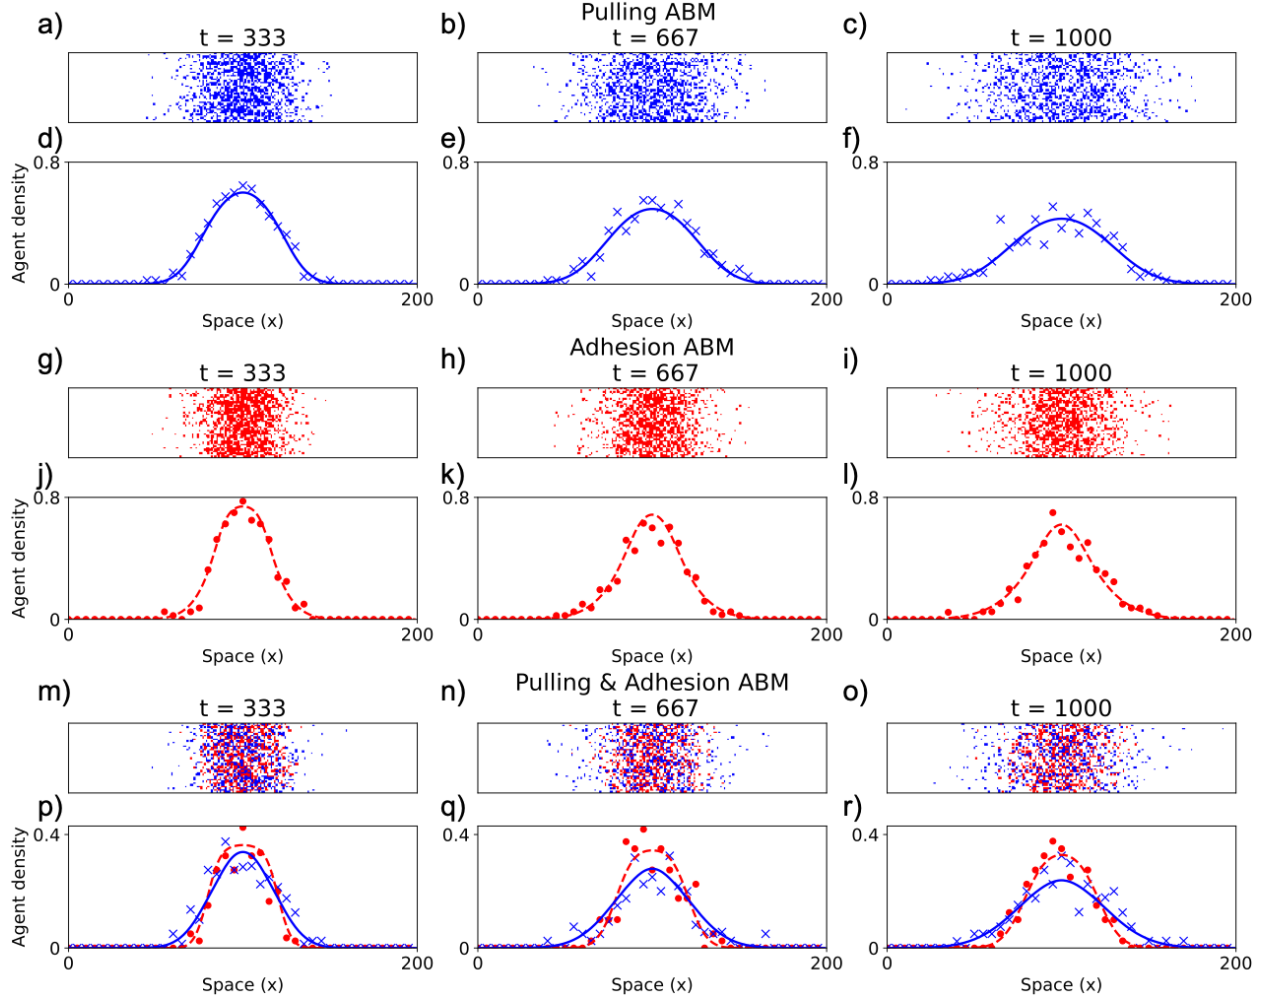 Pulling ABM
a) t = 333 b) t = 667 c) t = 1000
d) e) f)
0.8 0.8 0.8
Agent density
0 0 0
0 200 0 200 0 200
Space (x) Space (x) Space (x)
Adhesion ABM
g) t = 333 h) t = 667 i) t = 1000
j) k) l)
0.8 0.8 0.8
Agent density
0 0 0
0 200 0 200 0 200
Space (x) Space (x) Space (x)
Pulling & Adhesion ABM
m) t = 333 n) t = 667 o) t = 1000
p) q) r)
0.4 0.4 0.4
Agent density
0 0 0
0 200 0 200 0 200
Space (x) Space (x) Space (x)